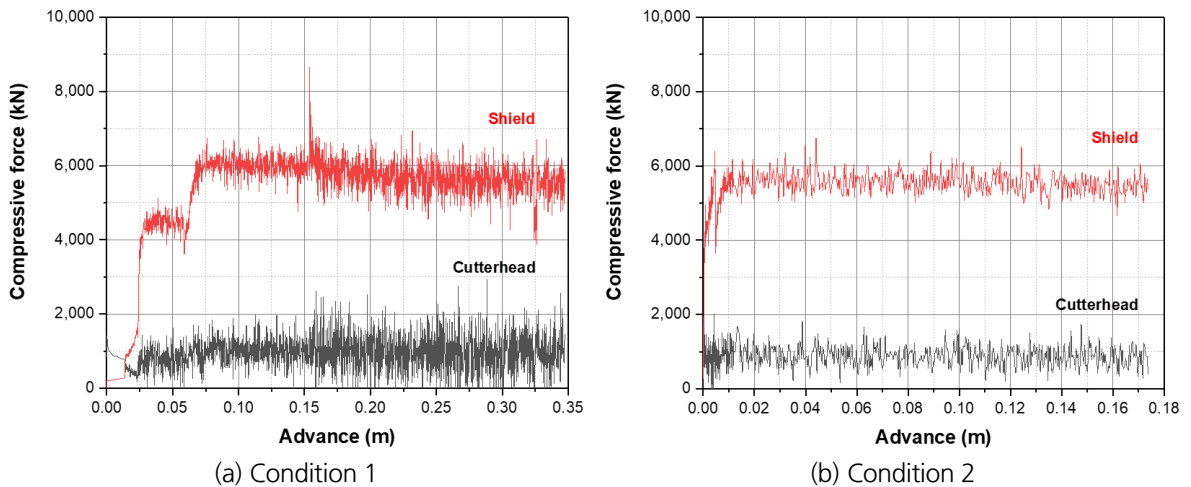 10,000
8,000
6,000
4,000
2,000
0
Compressive force (kN)
Shield
Cutterhead
0.00 0.05 0.10 0.15 0.20 0.25 0.30 0.35
Advance (m)
(a) Condition 1
10,000
8,000
6,000
4,000
2,000
0
Compressive force (kN)
Shield
Cutterhead
0.00 0.02 0.04 0.06 0.08 0.10 0.12 0.14 0.16 0.18
Advance (m)
(b) Condition 2